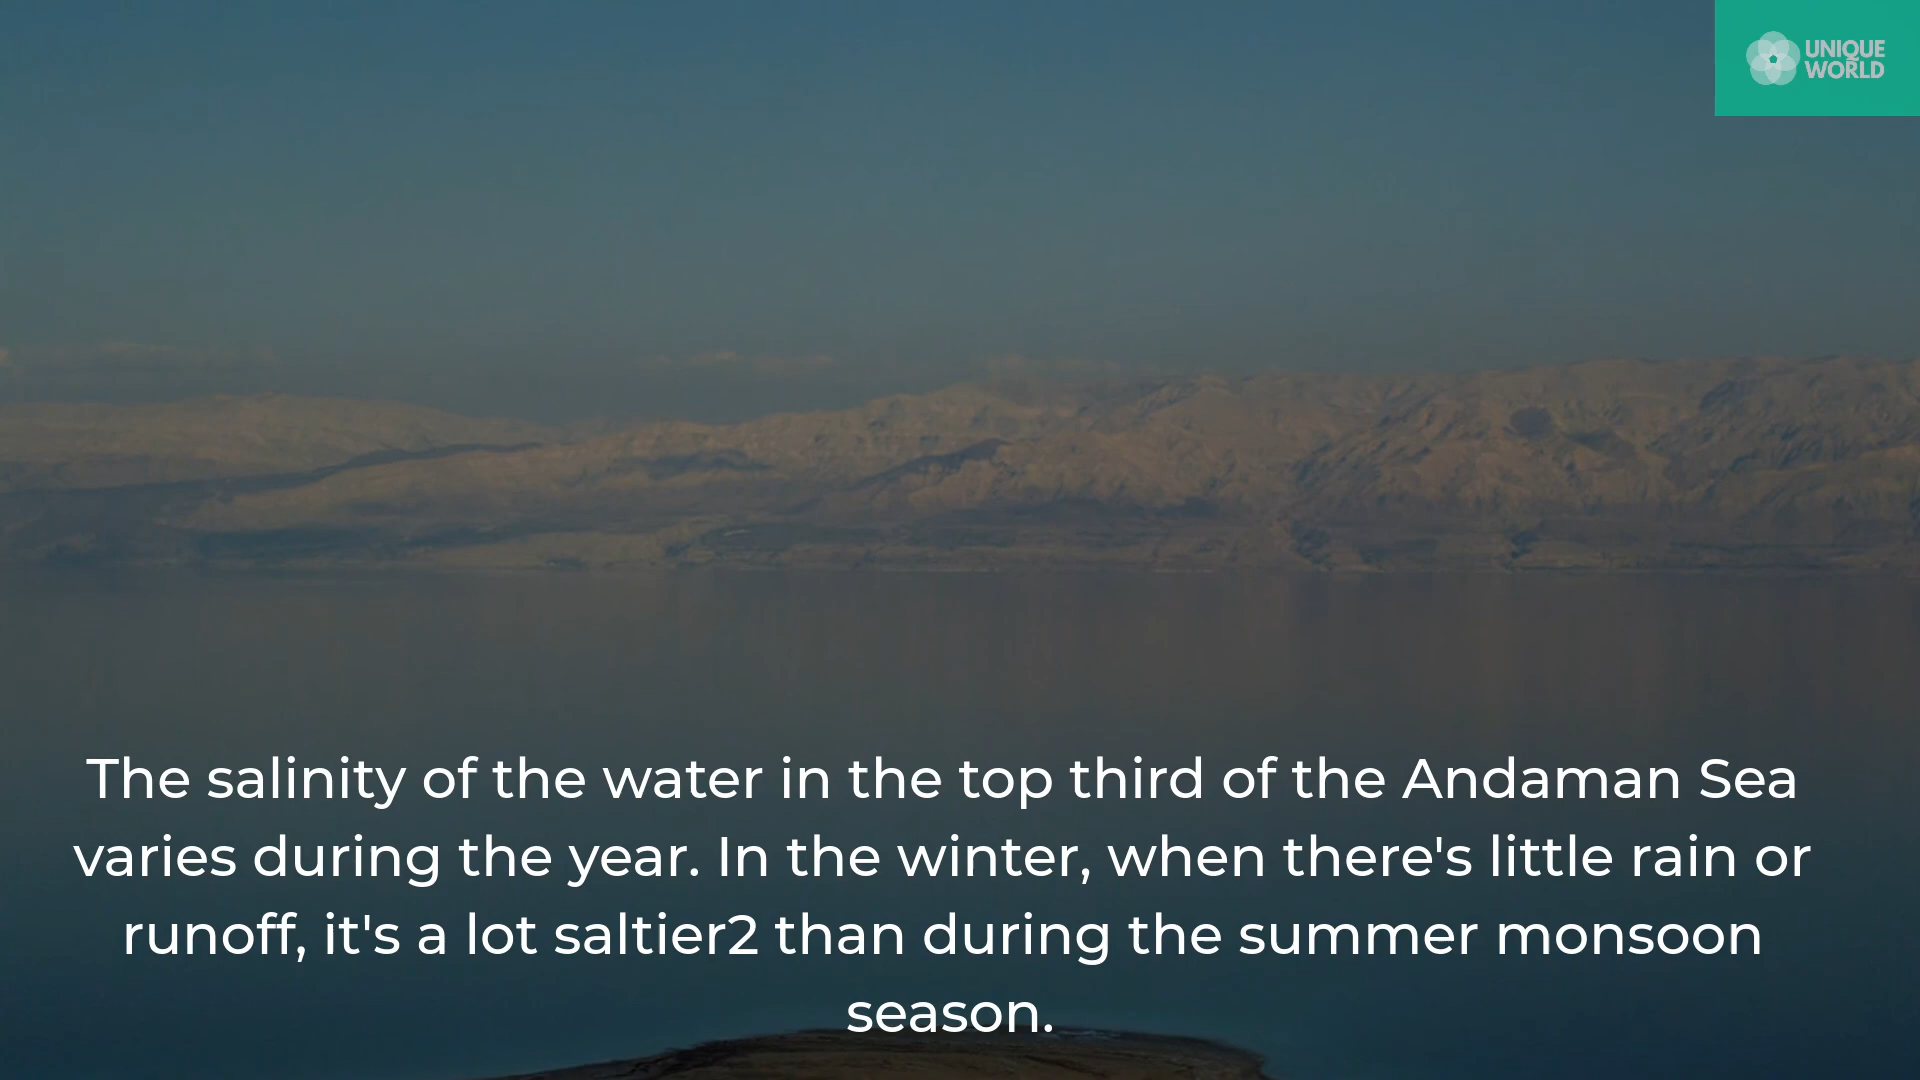 UNIQUE
WORLD
The salinity of the water in the top third of the Andaman Sea
varies during the year. In the winter, when there's little rain or
runoff, it's a lot saltier2 than during the summer monsoon
season.